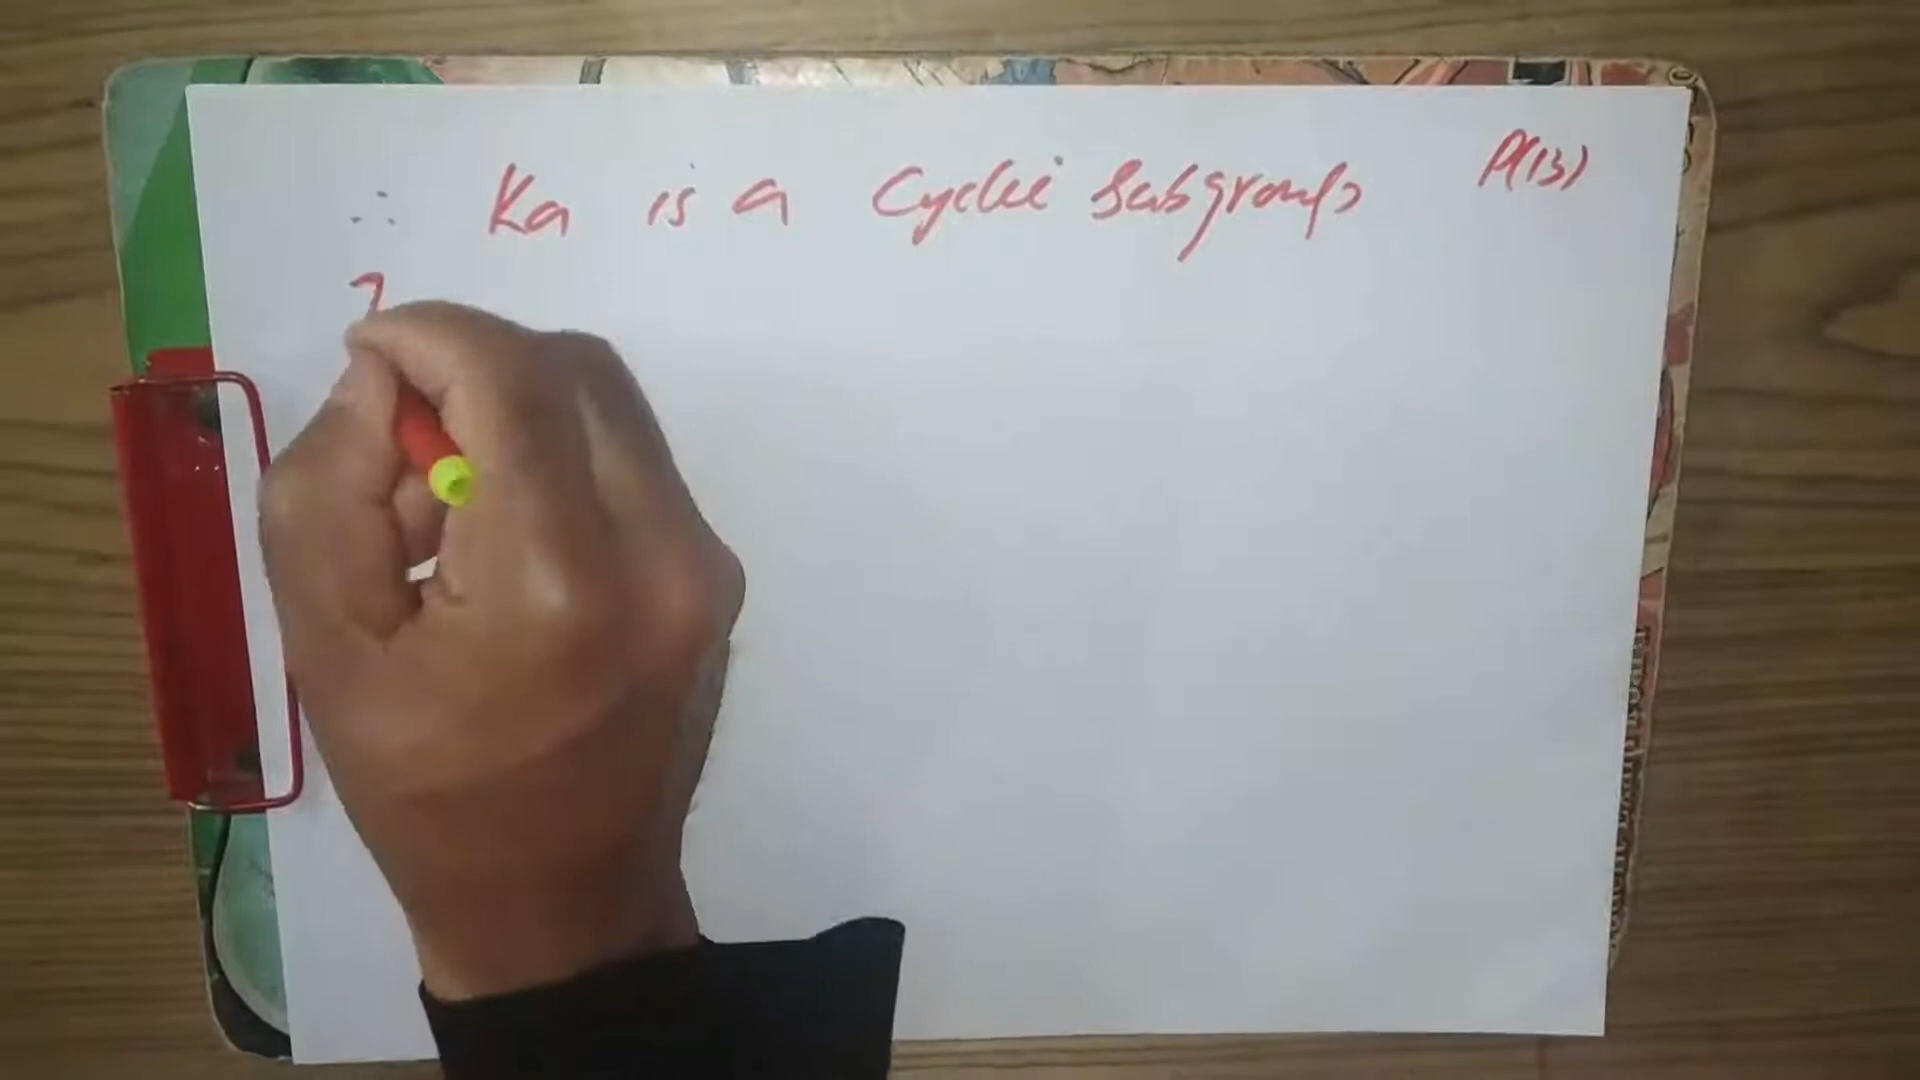 ∴ Ka is a Cyclic Subgroup P(13)